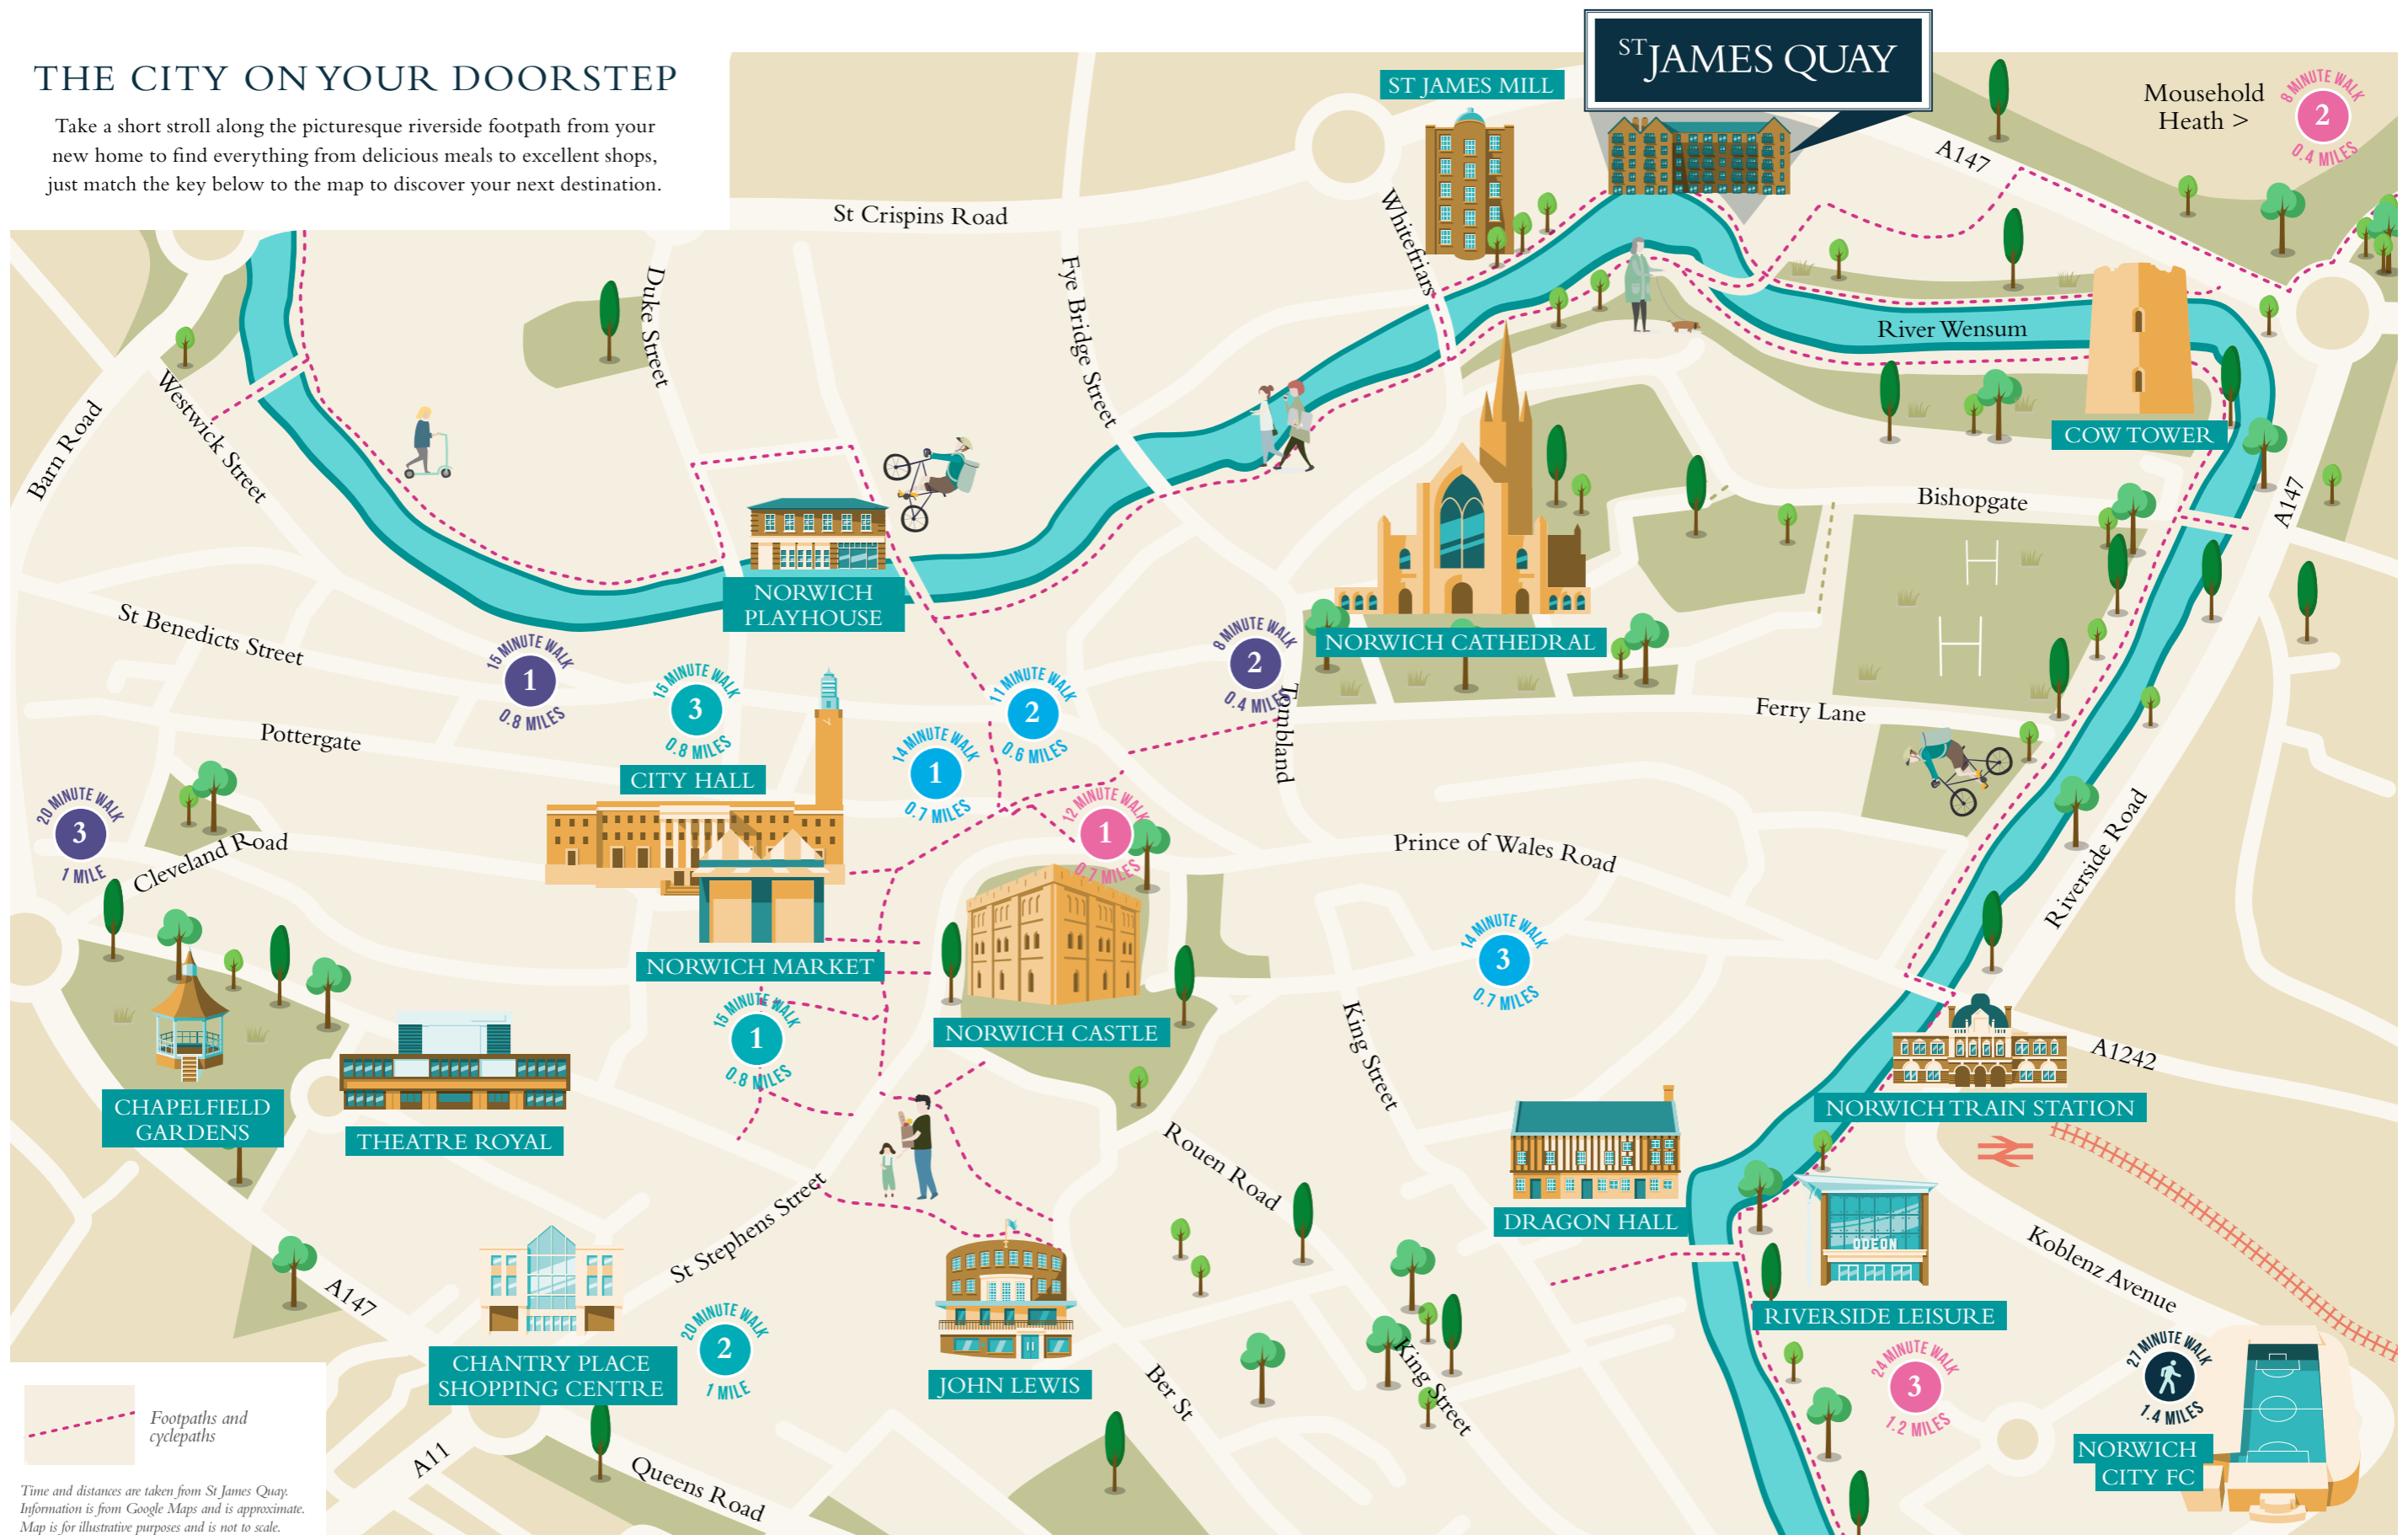 THE CITY ON YOUR DOORSTEP
Take a short stroll along the picturesque riverside footpath from your
new home to find everything from delicious meals to excellent shops,
just match the key below to the map to discover your next destination.
ST JAMES MILL
ST JAMES QUAY
Mousehold
Heath >
8 MINUTE WALK
2
0.4 MILES
A147
St Crispins Road
Whitefriars
Duke Street
Fye Bridge Street
River Wensum
COW TOWER
Barn Road
Westwick Street
Bishopgate
A147
NORWICH
PLAYHOUSE
NORWICH CATHEDRAL
St Benedicts Street
15 MINUTE WALK
1
0.8 MILES
15 MINUTE WALK
3
0.8 MILES
11 MINUTE WALK
2
0.6 MILES
8 MINUTE WALK
2
0.4 MILES
Tombland
Ferry Lane
Pottergate
CITY HALL
14 MINUTE WALK
1
0.7 MILES
20 MINUTE WALK
3
1 MILE
Cleveland Road
12 MINUTE WALK
1
0.7 MILES
Prince of Wales Road
Riverside Road
14 MINUTE WALK
3
0.7 MILES
NORWICH MARKET
15 MINUTE WALK
1
0.8 MILES
NORWICH CASTLE
King Street
A1242
CHAPELFIELD
GARDENS
THEATRE ROYAL
NORWICH TRAIN STATION
Rouen Road
DRAGON HALL
St Stephens Street
ODEON
Koblenz Avenue
RIVERSIDE LEISURE
A147
CHANTRY PLACE
SHOPPING CENTRE
20 MINUTE WALK
2
1 MILE
JOHN LEWIS
Ber St
King Street
24 MINUTE WALK
3
1.2 MILES
27 MINUTE WALK
1.4 MILES
NORWICH
CITY FC
Footpaths and
cyclepaths
A11
Queens Road
Time and distances are taken from St James Quay.
Information is from Google Maps and is approximate.
Map is for illustrative purposes and is not to scale.